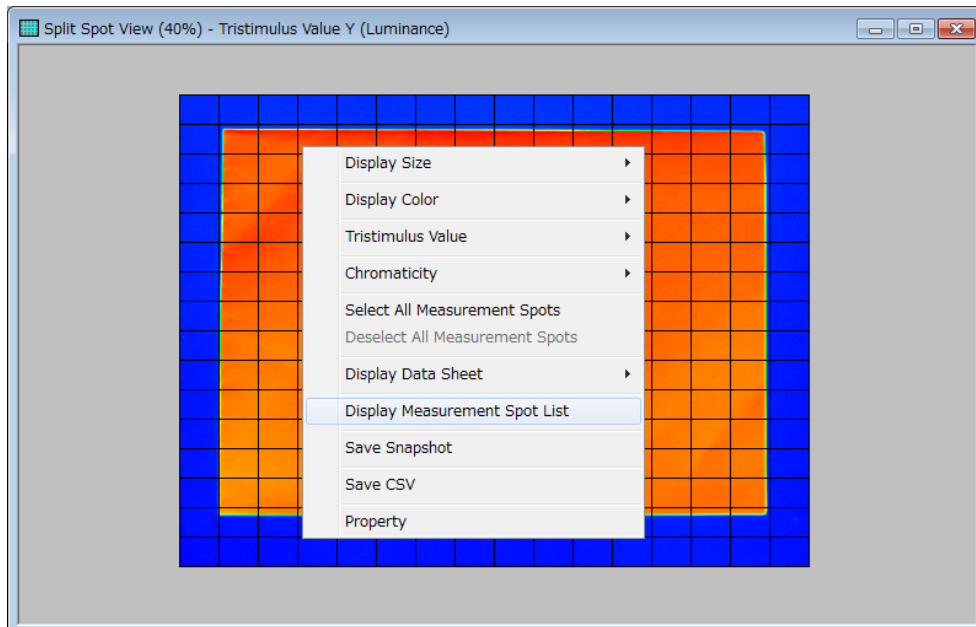 Split Spot View (40%) - Tristimulus Value Y (Luminance)
Display Size
Display Color
Tristimulus Value
Chromaticity
Select All Measurement Spots
Deselect All Measurement Spots
Display Data Sheet
Display Measurement Spot List
Save Snapshot
Save CSV
Property